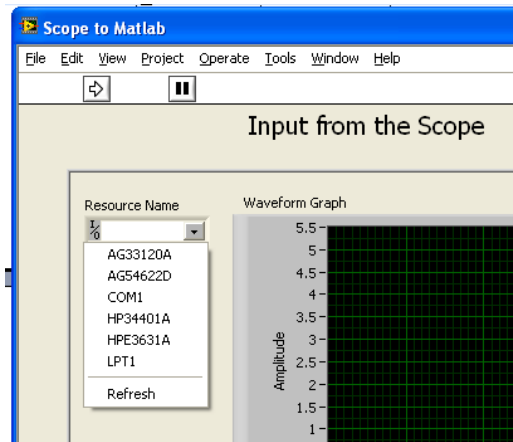 Scope to Matlab
File Edit View Project Operate Tools Window Help
Input from the Scope
Resource Name
I/0
AG33120A
AG54622D
COM1
HP34401A
HPE3631A
LPT1
Refresh
Waveform Graph
Amplitude
5.5
5
4.5
4
3.5
3
2.5
2
1.5
1